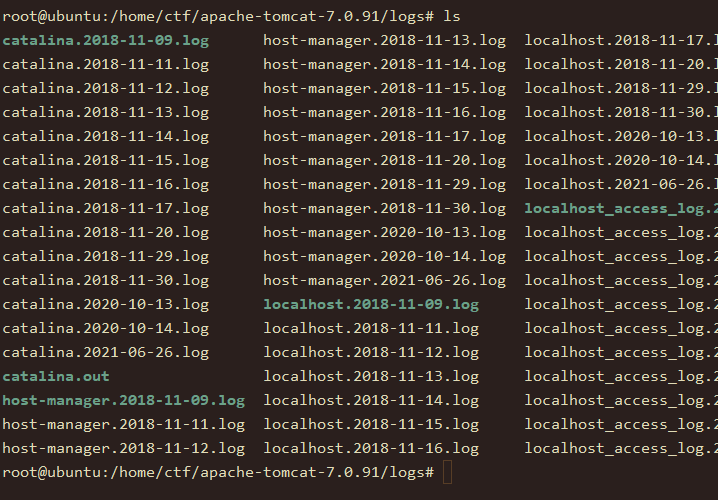 root@ubuntu:/home/ctf/apache-tomcat-7.0.91/logs# ls
catalina.2018-11-09.log host-manager.2018-11-13.log localhost.2018-11-17.l
catalina.2018-11-11.log host-manager.2018-11-14.log localhost.2018-11-20.l
catalina.2018-11-12.log host-manager.2018-11-15.log localhost.2018-11-29.l
catalina.2018-11-13.log host-manager.2018-11-16.log localhost.2018-11-30.l
catalina.2018-11-14.log host-manager.2018-11-17.log localhost.2020-10-13.l
catalina.2018-11-15.log host-manager.2018-11-20.log localhost.2020-10-14.l
catalina.2018-11-16.log host-manager.2018-11-29.log localhost.2021-06-26.l
catalina.2018-11-17.log host-manager.2018-11-30.log localhost_access_log.2
catalina.2018-11-20.log host-manager.2020-10-13.log localhost_access_log.2
catalina.2018-11-29.log host-manager.2020-10-14.log localhost_access_log.2
catalina.2018-11-30.log host-manager.2021-06-26.log localhost_access_log.2
catalina.2020-10-13.log localhost.2018-11-09.log localhost_access_log.2
catalina.2020-10-14.log localhost.2018-11-11.log localhost_access_log.2
catalina.2021-06-26.log localhost.2018-11-12.log localhost_access_log.2
catalina.out localhost.2018-11-13.log localhost_access_log.2
host-manager.2018-11-09.log localhost.2018-11-14.log localhost_access_log.2
host-manager.2018-11-11.log localhost.2018-11-15.log localhost_access_log.2
host-manager.2018-11-12.log localhost.2018-11-16.log localhost_access_log.2
root@ubuntu:/home/ctf/apache-tomcat-7.0.91/logs#